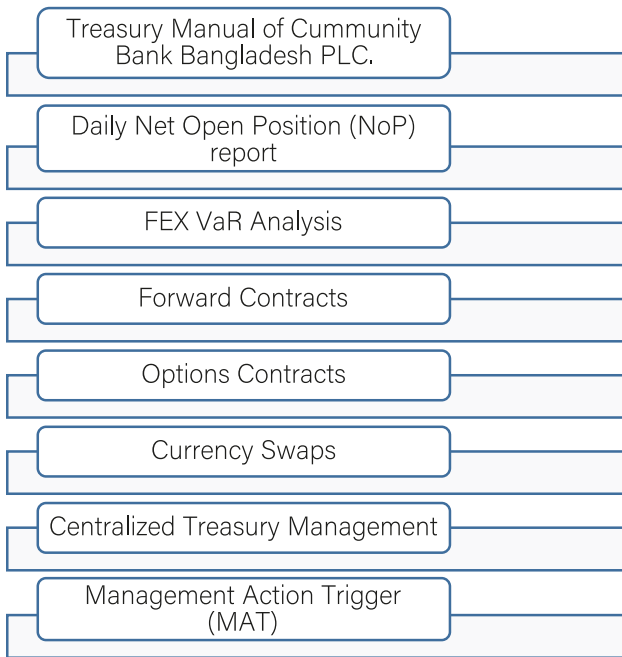 Treasury Manual of Cummunity
Bank Bangladesh PLC.
Daily Net Open Position (NoP)
report
FEX VaR Analysis
Forward Contracts
Options Contracts
Currency Swaps
Centralized Treasury Management
Management Action Trigger
(MAT)